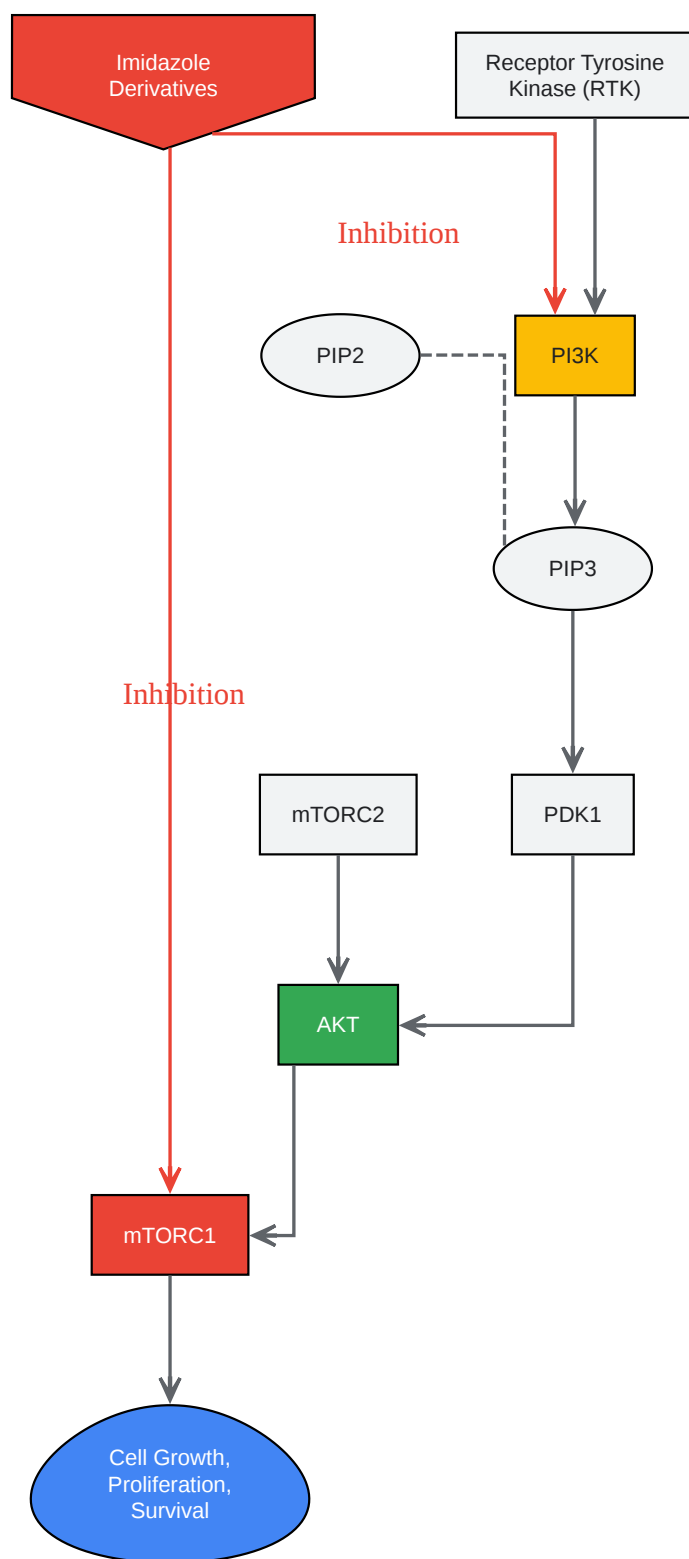 Imidazole
Derivatives
Receptor Tyrosine
Kinase (RTK)
Inhibition
PIP2
PI3K
PIP3
Inhibition
mTORC2
PDK1
AKT
mTORC1
Cell Growth,
Proliferation,
Survival